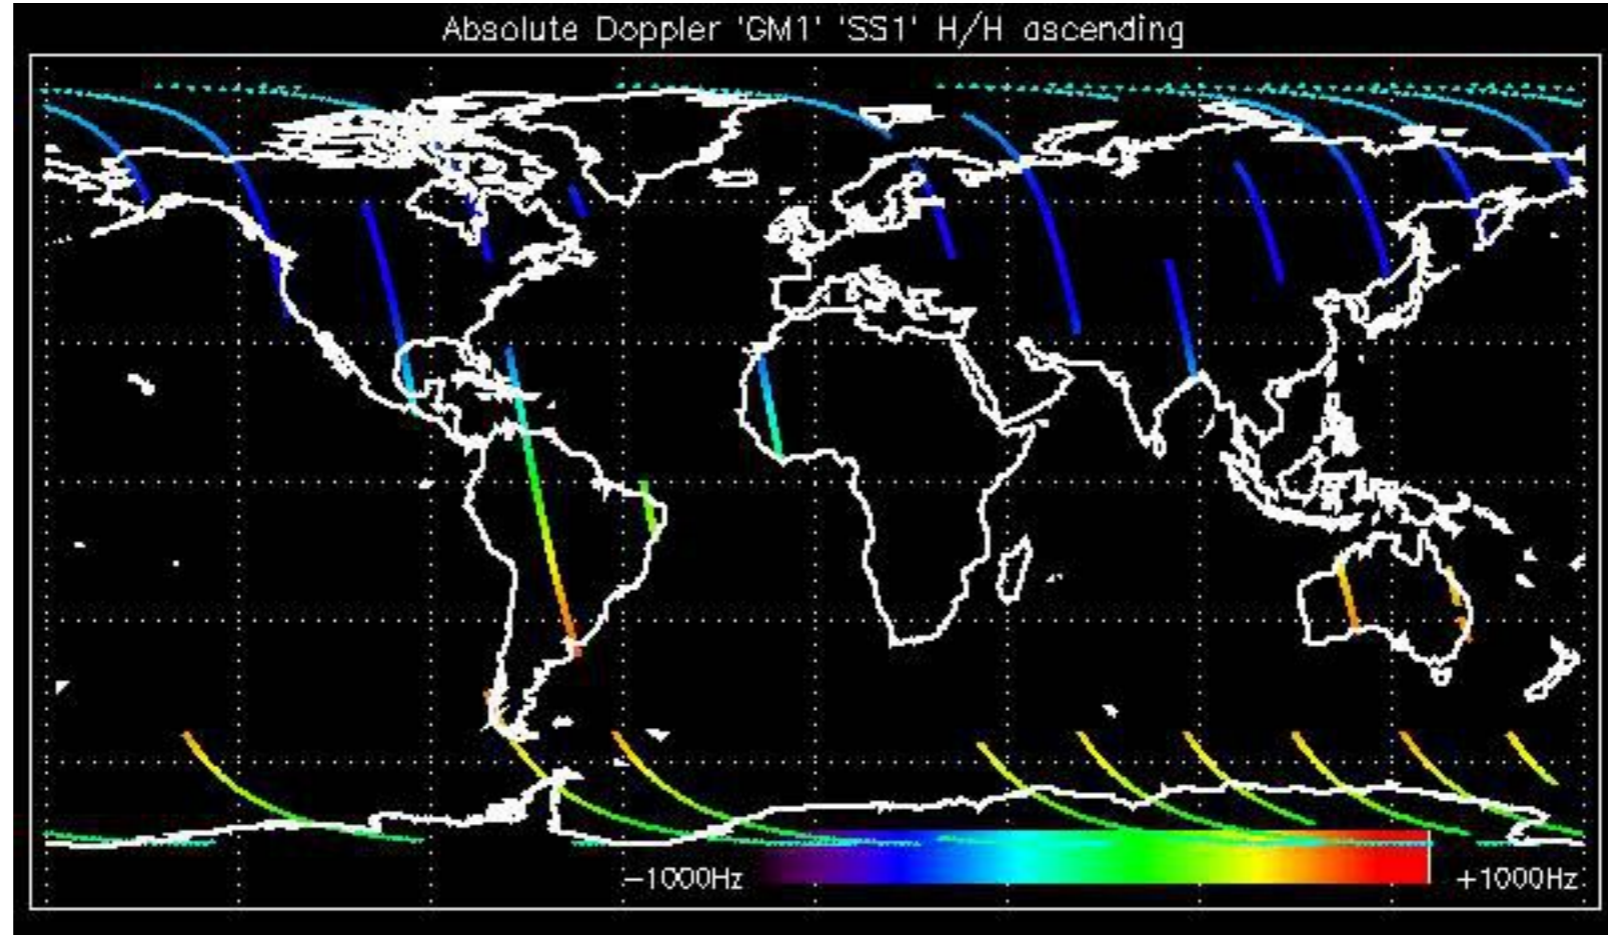 Absolute Doppler 'GM1' 'SS1' H/H ascending
−1000Hz
+1000Hz